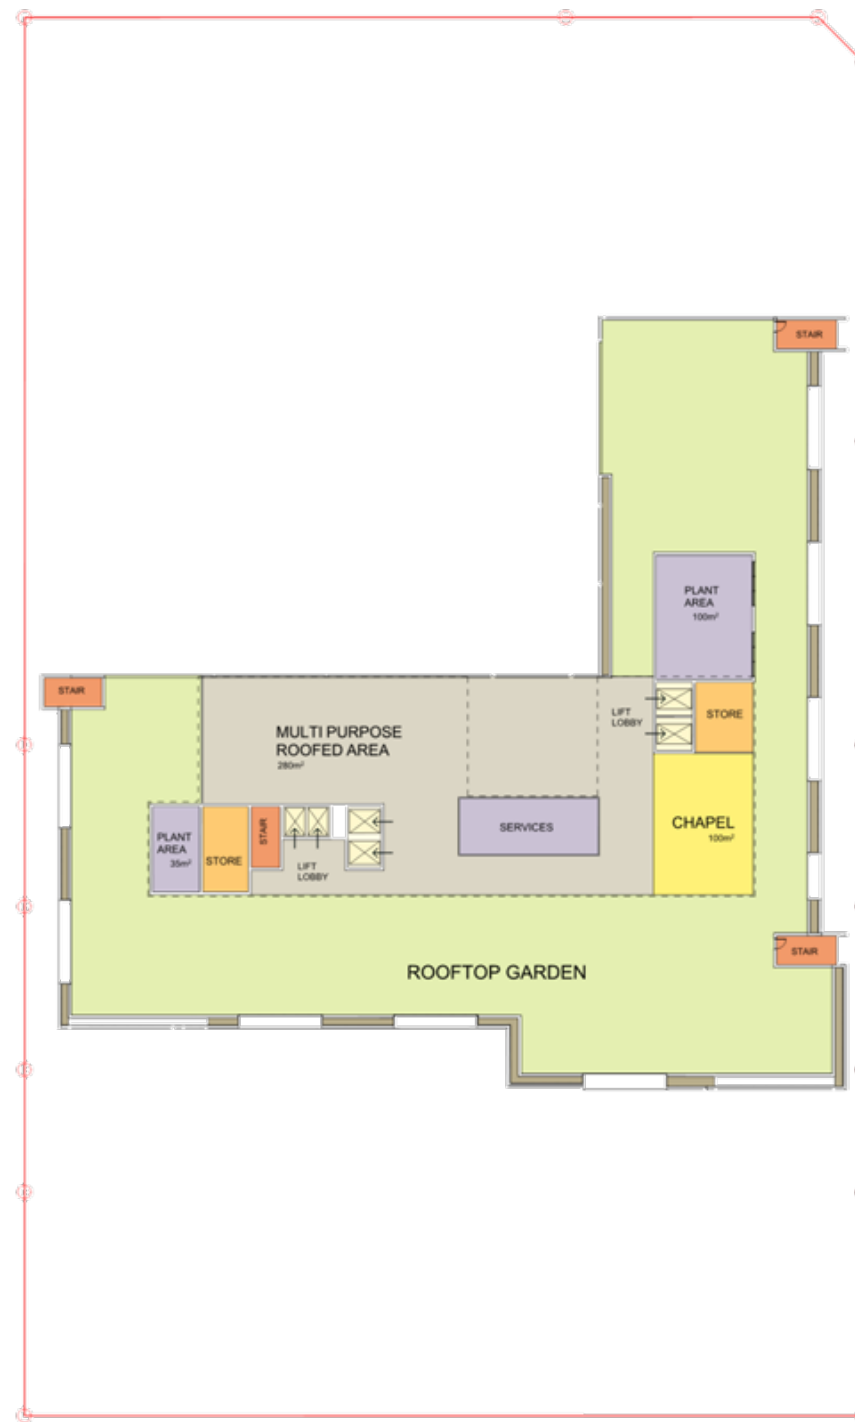 STAIR
PLANT
AREA
100m²
STAIR
LIFT
LOBBY
STORE
MULTI PURPOSE
ROOFED AREA
280m²
CHAPEL
100m²
SERVICES
PLANT
AREA
35m²
STORE
STAIR
LIFT
LOBBY
STAIR
ROOFTOP GARDEN